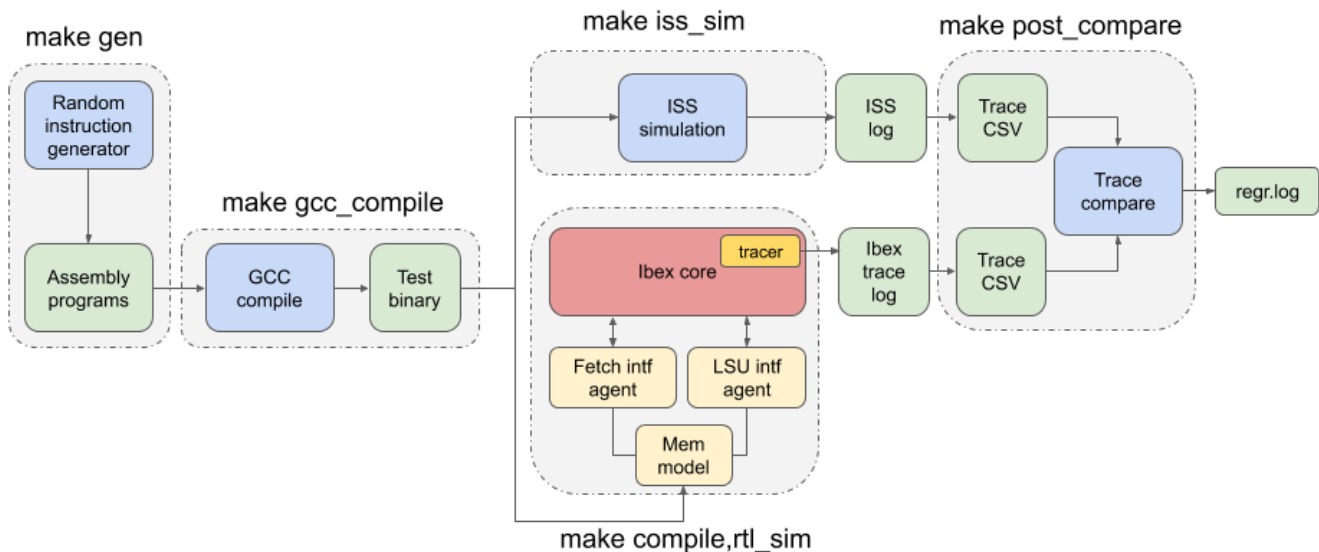 make gen
Random
instruction
generator
Assembly
programs
make gcc_compile
GCC
compile
Test
binary
make iss_sim
ISS
simulation
ISS
log
Ibex core
tracer
Ibex
trace
log
Fetch intf
agent
LSU intf
agent
Mem
model
make compile,rtl_sim
make post_compare
Trace
CSV
Trace
compare
Trace
CSV
regr.log